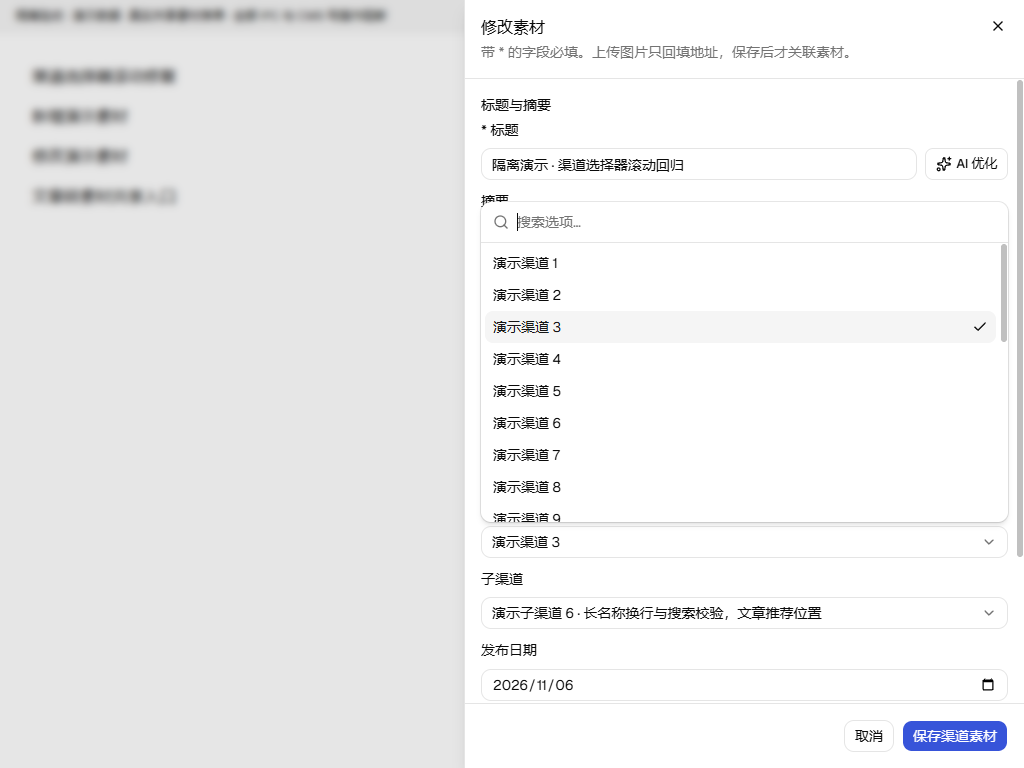 修改素材
带 * 的字段必填。上传图片只回填地址，保存后才关联素材。
标题与摘要
* 标题
隔离演示 · 渠道选择器滚动回归
AI 优化
摘要
搜索选项...
演示渠道 1
演示渠道 2
演示渠道 3
演示渠道 4
演示渠道 5
演示渠道 6
演示渠道 7
演示渠道 8
演示渠道 9
演示渠道 3
子渠道
演示子渠道 6 · 长名称换行与搜索校验，文章推荐位置
发布日期
2026/11/06
取消
保存渠道素材